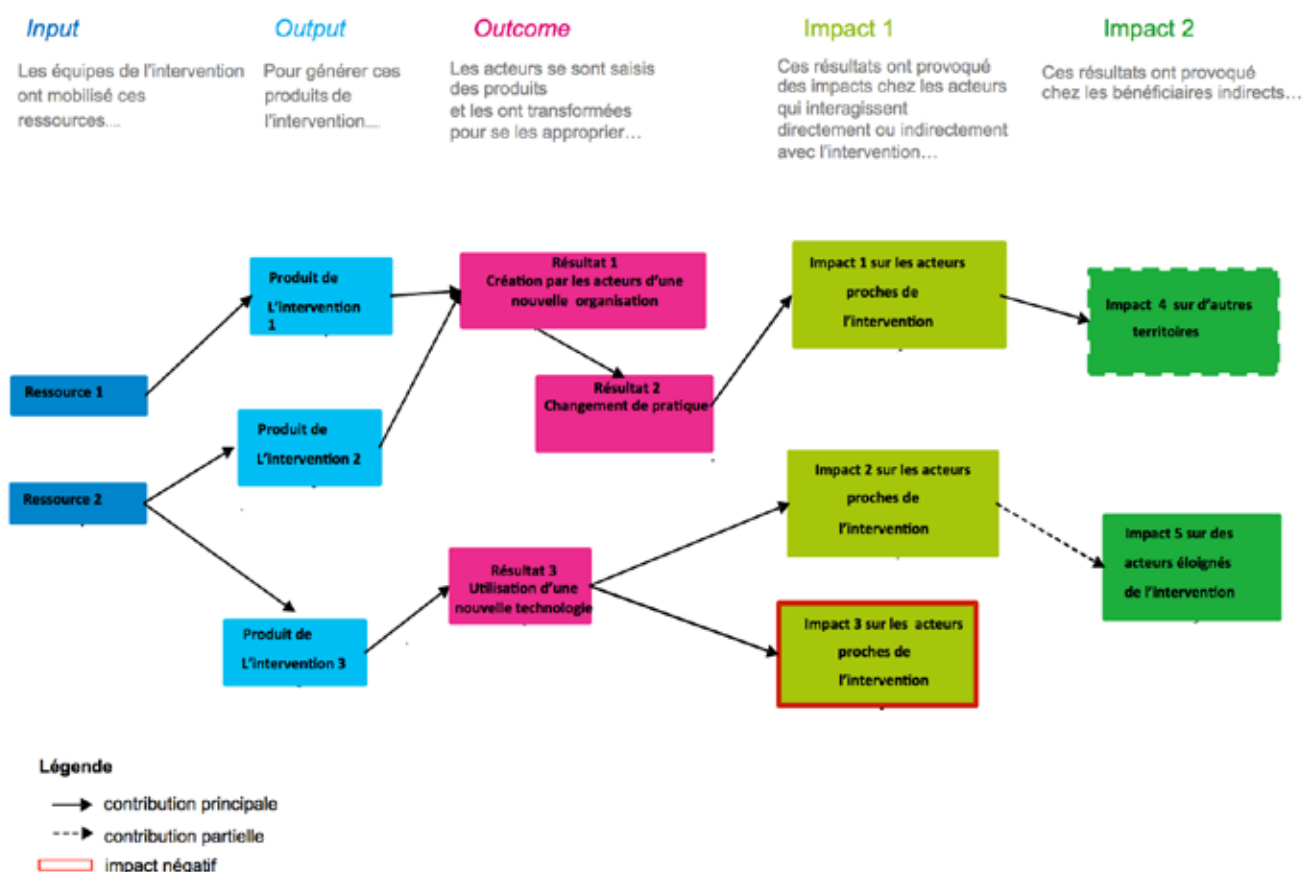 Input
Les équipes de l'intervention
ont mobilisé ces
ressources....
Output
Pour générer ces
produits de
l'intervention....
Outcome
Les acteurs se sont saisis
des produits
et les ont transformées
pour se les approprier…
Impact 1
Ces résultats ont provoqué
des impacts chez les acteurs
qui interagissent
directement ou indirectement
avec l'intervention…
Impact 2
Ces résultats ont provoqué
chez les bénéficiaires indirects…
Ressource 1
Ressource 2
Produit de
L'intervention
1
Produit de
L'intervention 2
Produit de
L'intervention 3
Résultat 1
Création par les acteurs d'une
nouvelle organisation
Résultat 2
Changement de pratique
Résultat 3
Utilisation d'une
nouvelle technologie
Impact 1 sur les acteurs
proches de
l'intervention
Impact 2 sur les acteurs
proches de
l'intervention
Impact 3 sur les acteurs
proches de
l'intervention
Impact 4 sur d'autres
territoires
Impact 5 sur des
acteurs éloignés
de l'intervention
Légende
contribution principale
contribution partielle
impact négatif